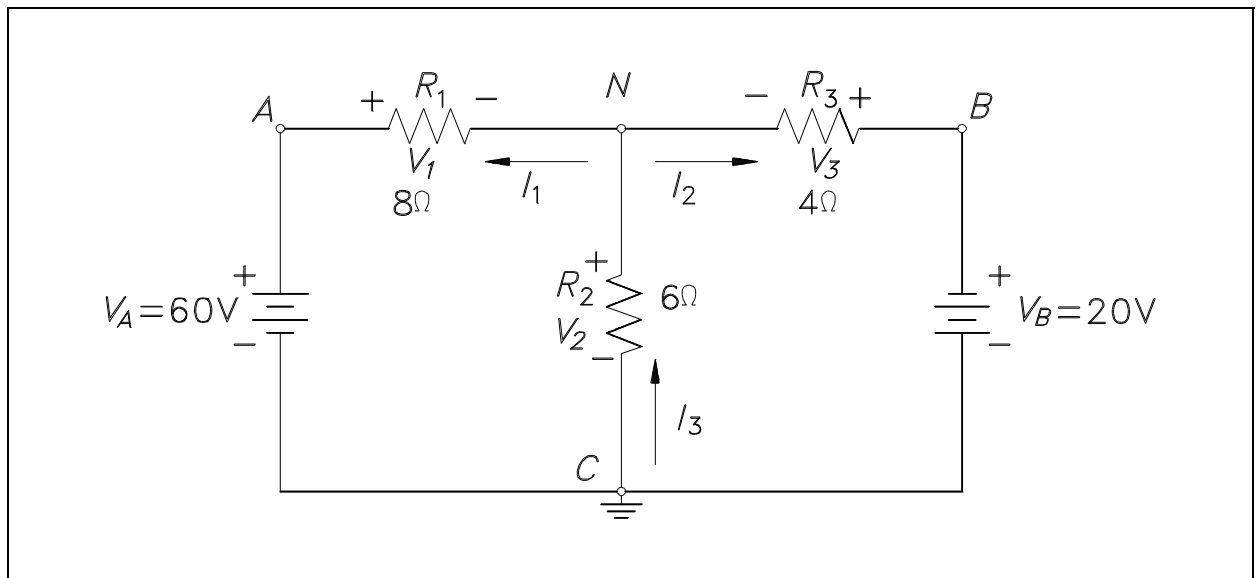 A + R1 − N − R3 + B
V1 V3
I1 I2
8Ω 4Ω
+ + +
R2 6Ω
VA=60V VB=20V
V2
− − −
I3
C